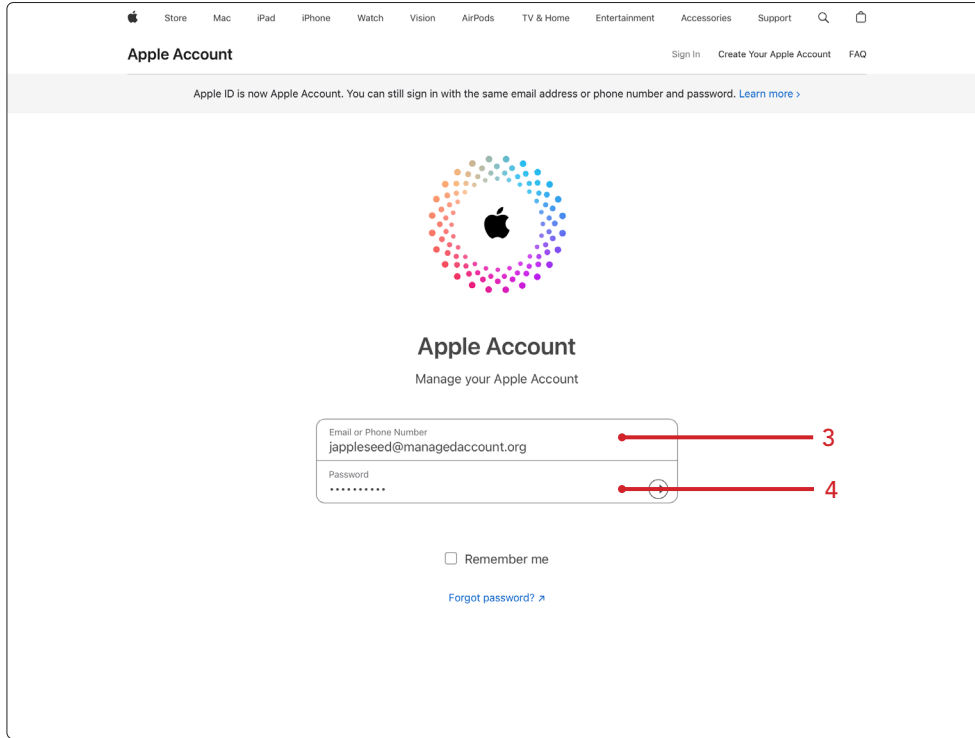 Store Mac iPad iPhone Watch Vision AirPods TV & Home Entertainment Accessories Support
Apple Account Sign In Create Your Apple Account FAQ
Apple ID is now Apple Account. You can still sign in with the same email address or phone number and password. Learn more >
Apple Account
Manage your Apple Account
Email or Phone Number
jappleseed@managedaccount.org
3
Password
••••••••••
4
Remember me
Forgot password? ↗